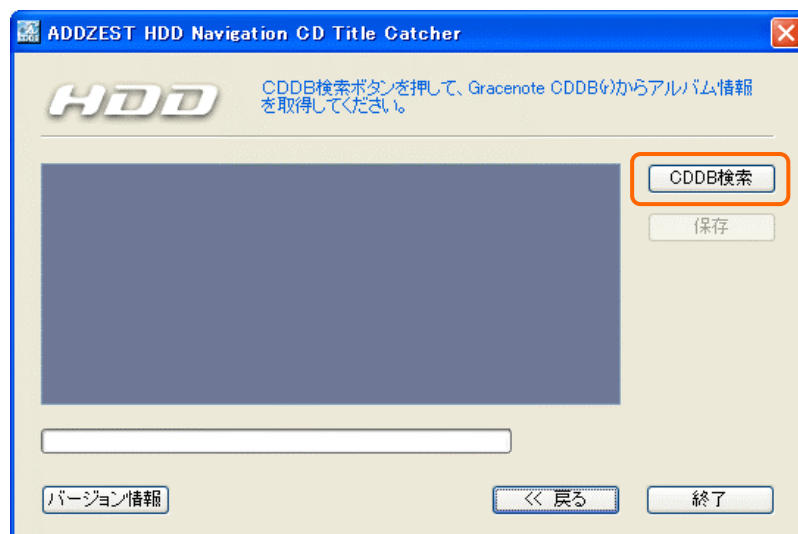 ADDZEST HDD Navigation CD Title Catcher
HDD
CDDB検索ボタンを押して、Gracenote CDDB(r)からアルバム情報
を取得してください。
CDDB検索
保存
バージョン情報
<< 戻る
終了